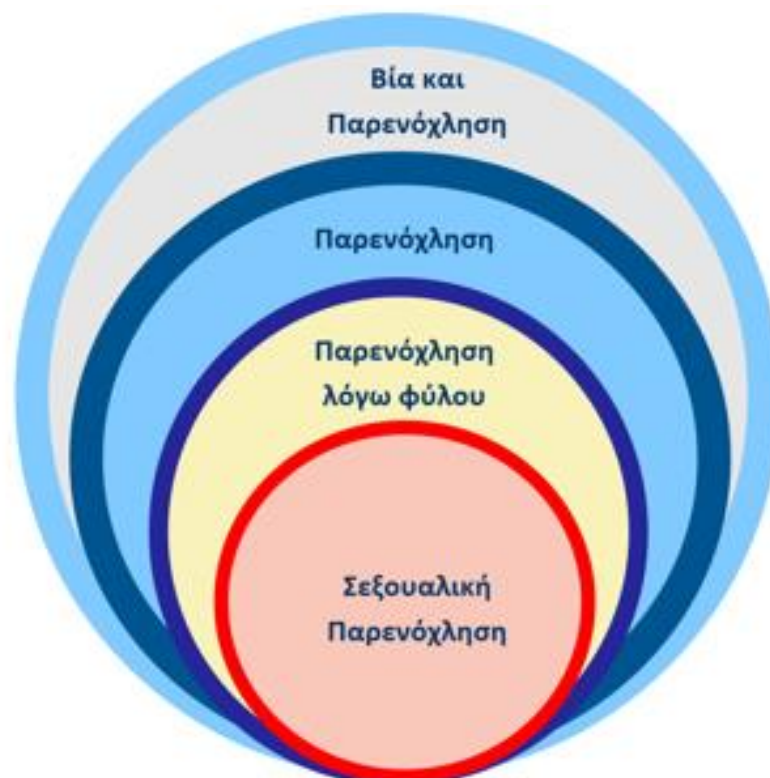 Βία και
Παρενόχληση
Παρενόχληση
Παρενόχληση
λόγω φύλου
Σεξουαλική
Παρενόχληση